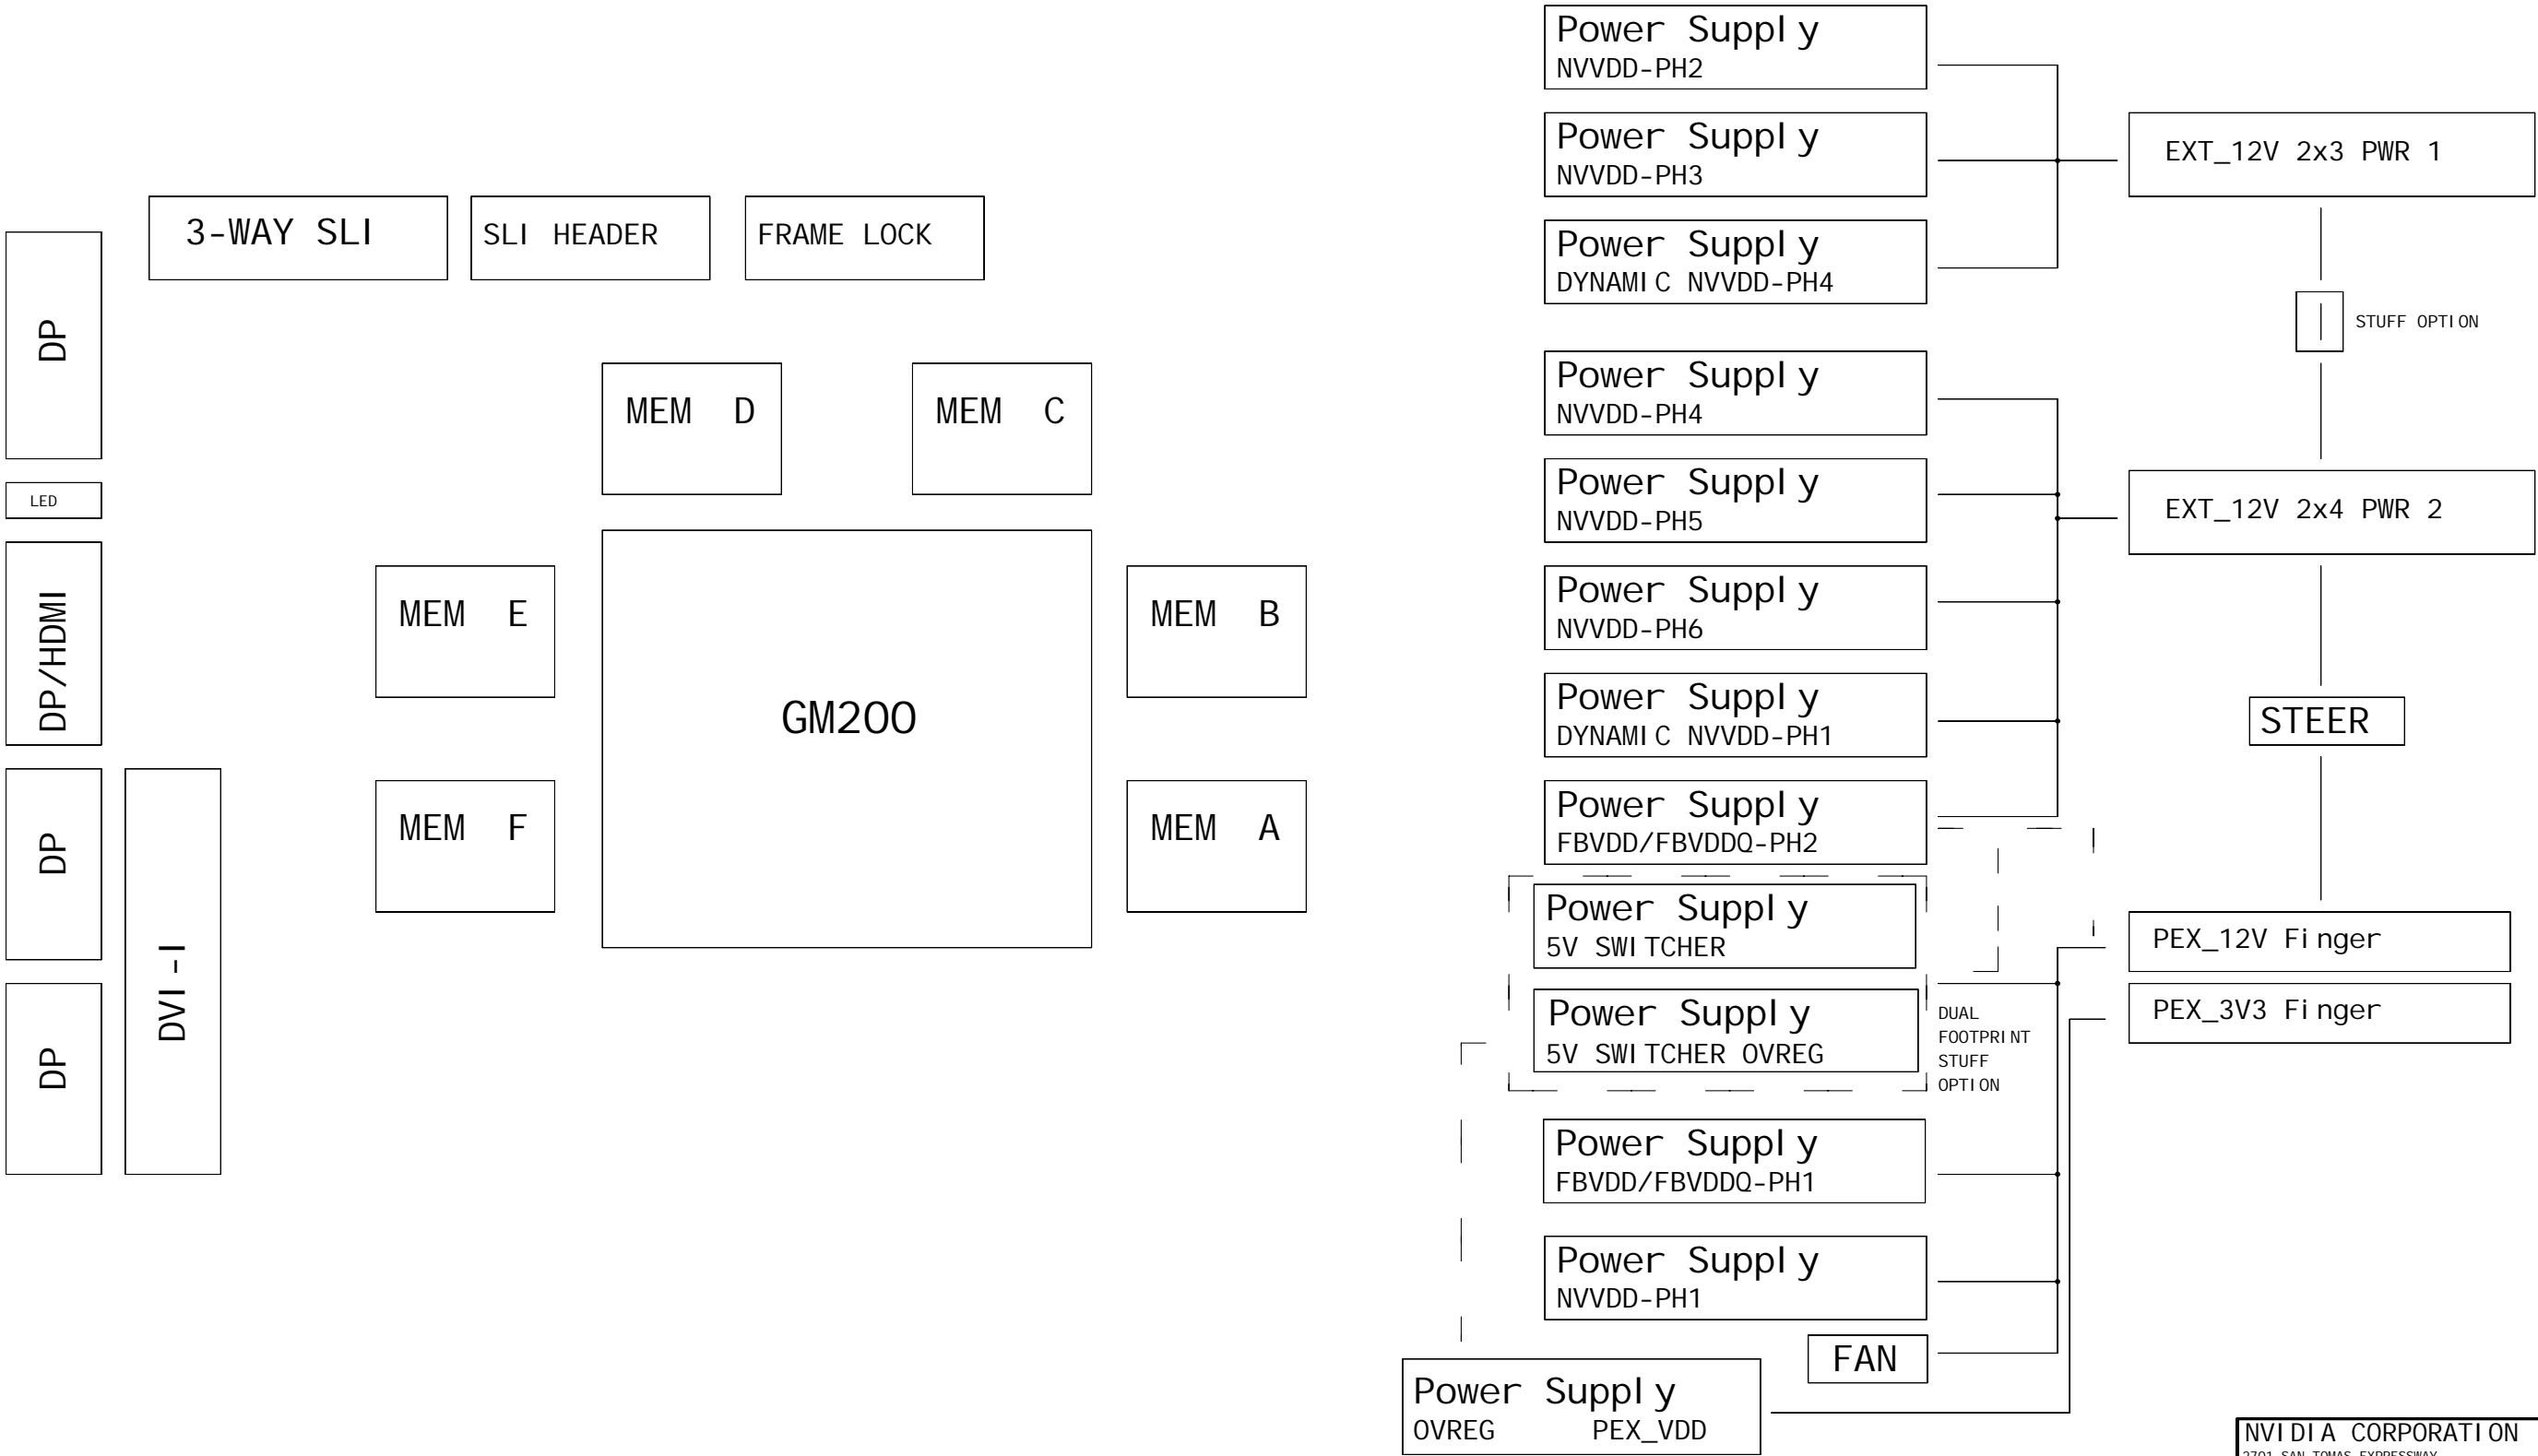 3-WAY SLI
SLI HEADER
FRAME LOCK
DP
LED
DP/HDMI
DP
DP
DVI-I
MEM D
MEM C
MEM E
MEM B
GM200
MEM F
MEM A
Power Supply
NVVDD-PH2
Power Supply
NVVDD-PH3
Power Supply
DYNAMIC NVVDD-PH4
Power Supply
NVVDD-PH4
Power Supply
NVVDD-PH5
Power Supply
NVVDD-PH6
Power Supply
DYNAMIC NVVDD-PH1
Power Supply
FBVDD/FBVDDQ-PH2
Power Supply
5V SWITCHER
Power Supply
5V SWITCHER OVREG
DUAL
FOOTPRINT
STUFF
OPTION
Power Supply
FBVDD/FBVDDQ-PH1
Power Supply
NVVDD-PH1
FAN
Power Supply
OVREG PEX_VDD
EXT_12V 2x3 PWR 1
STUFF OPTION
EXT_12V 2x4 PWR 2
STEER
PEX_12V Finger
PEX_3V3 Finger
NVIDIA CORPORATION
2701 SAN TOMAS EXPRESSWAY